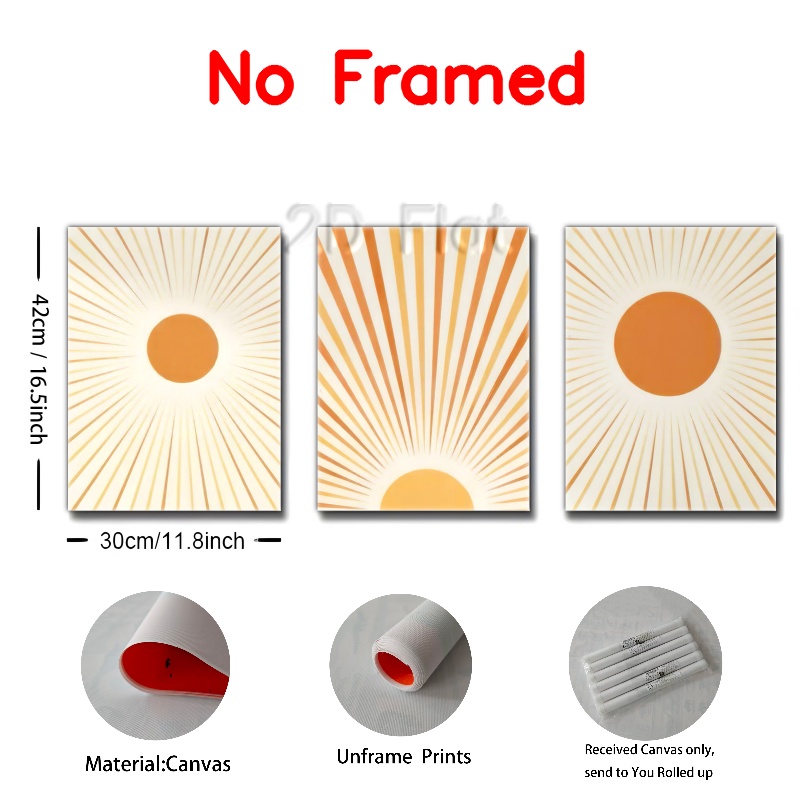 No Framed
2D Flat
42cm / 16.5inch
30cm/11.8inch
Material:Canvas
Unframe Prints
Received Canvas only,
send to You Rolled up